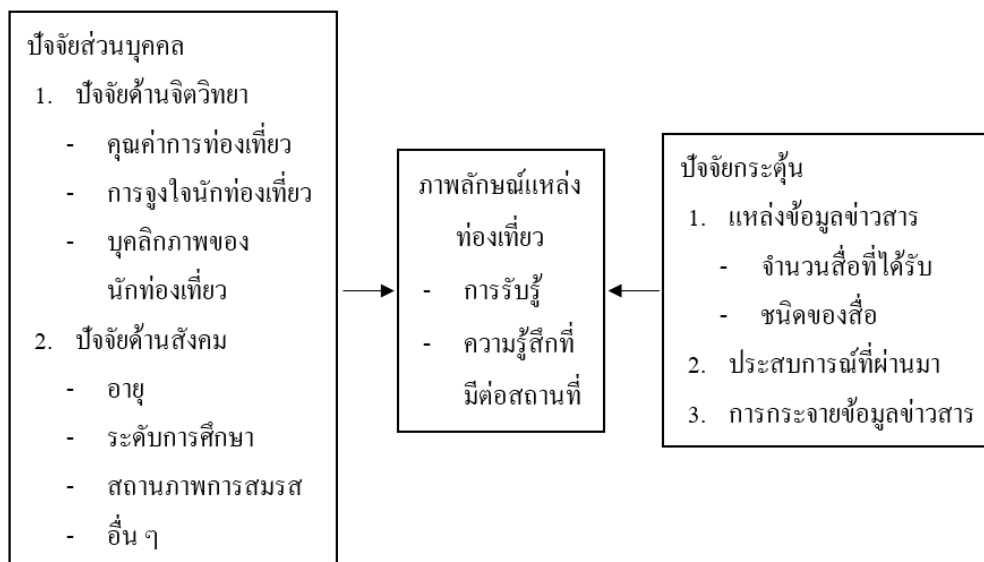 ปัจจัยส่วนบุคคล
1. ปัจจัยด้านจิตวิทยา
- คุณค่าการท่องเที่ยว
- การจูงใจนักท่องเที่ยว
- บุคลิกภาพของ
นักท่องเที่ยว
2. ปัจจัยด้านสังคม
- อายุ
- ระดับการศึกษา
- สถานภาพการสมรส
- อื่น ๆ
ภาพลักษณ์แหล่ง
ท่องเที่ยว
- การรับรู้
- ความรู้สึกที่
มีต่อสถานที่
ปัจจัยกระตุ้น
1. แหล่งข้อมูลข่าวสาร
- จำนวนสื่อที่ได้รับ
- ชนิดของสื่อ
2. ประสบการณ์ที่ผ่านมา
3. การกระจายข้อมูลข่าวสาร